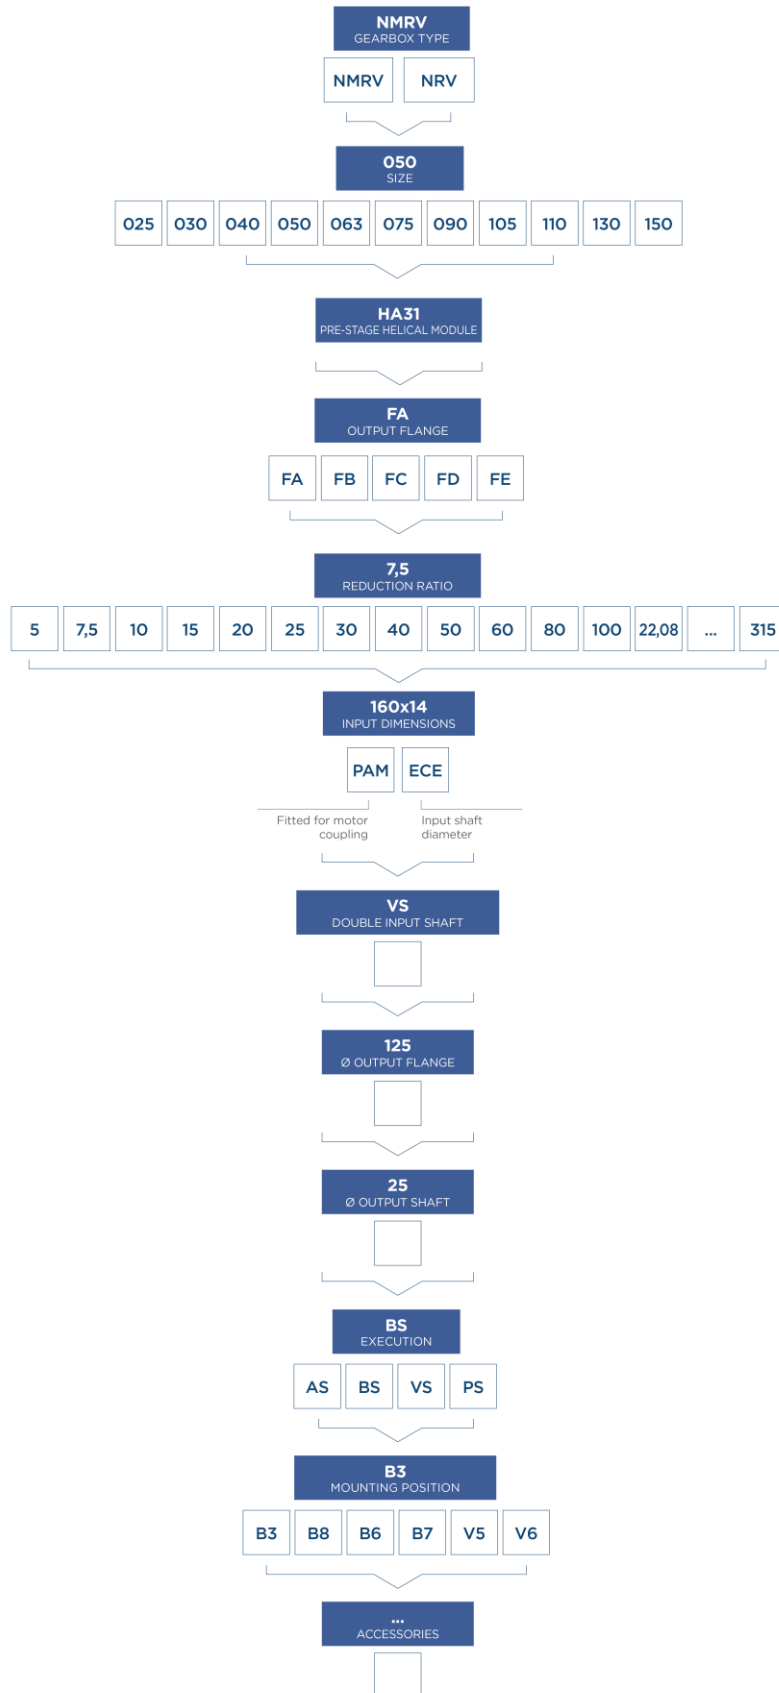 NMRV
GEARBOX TYPE
NMRV NRV
050
SIZE
025 030 040 050 063 075 090 105 110 130 150
HA31
PRE-STAGE HELICAL MODULE
FA
OUTPUT FLANGE
FA FB FC FD FE
7,5
REDUCTION RATIO
5 7,5 10 15 20 25 30 40 50 60 80 100 22,08 ... 315
160x14
INPUT DIMENSIONS
PAM ECE
Fitted for motor
coupling
Input shaft
diameter
VS
DOUBLE INPUT SHAFT
125
Ø OUTPUT FLANGE
25
Ø OUTPUT SHAFT
BS
EXECUTION
AS BS VS PS
B3
MOUNTING POSITION
B3 B8 B6 B7 V5 V6
...
ACCESSORIES